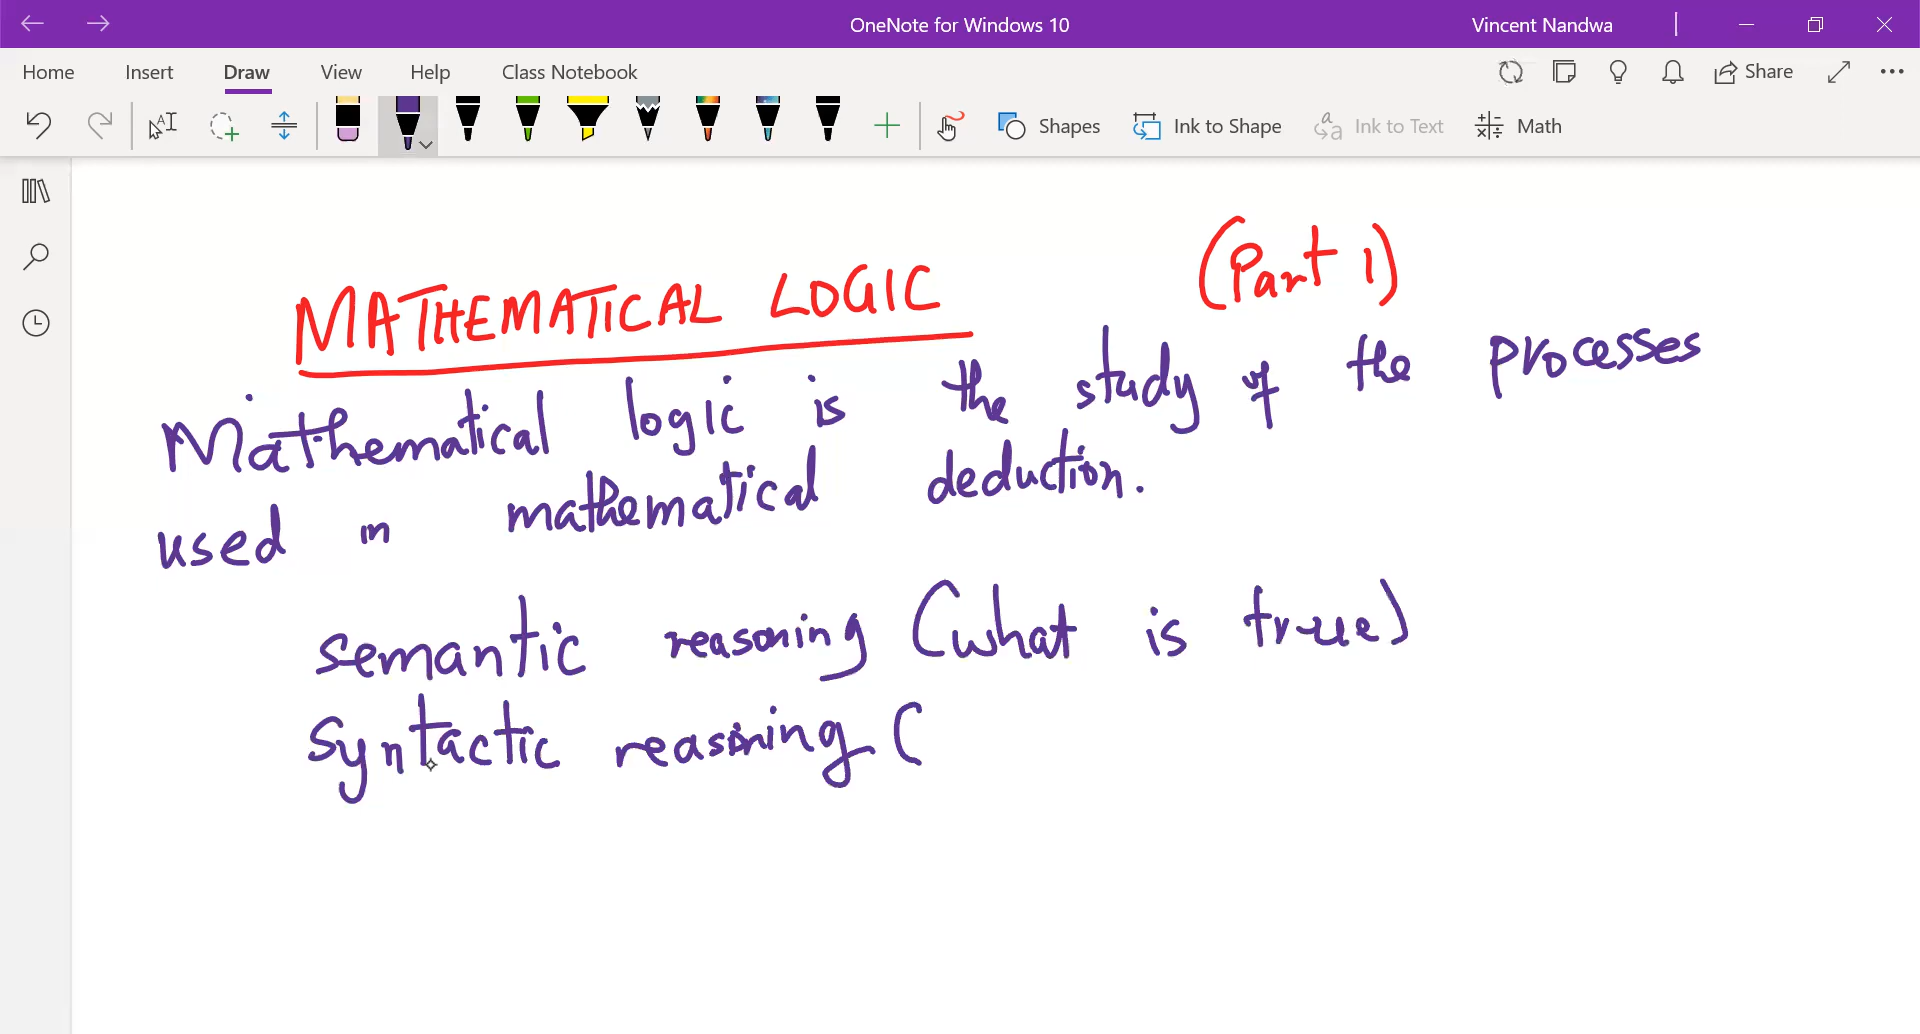 OneNote for Windows 10
Vincent Nandwa
Home Insert Draw View Help Class Notebook
Share
Shapes Ink to Shape Ink to Text Math
(Part 1)
MATHEMATICAL LOGIC
Mathematical logic is the study of the processes
used in mathematical deduction.
semantic reasoning (what is true)
Syntactic reasoning (